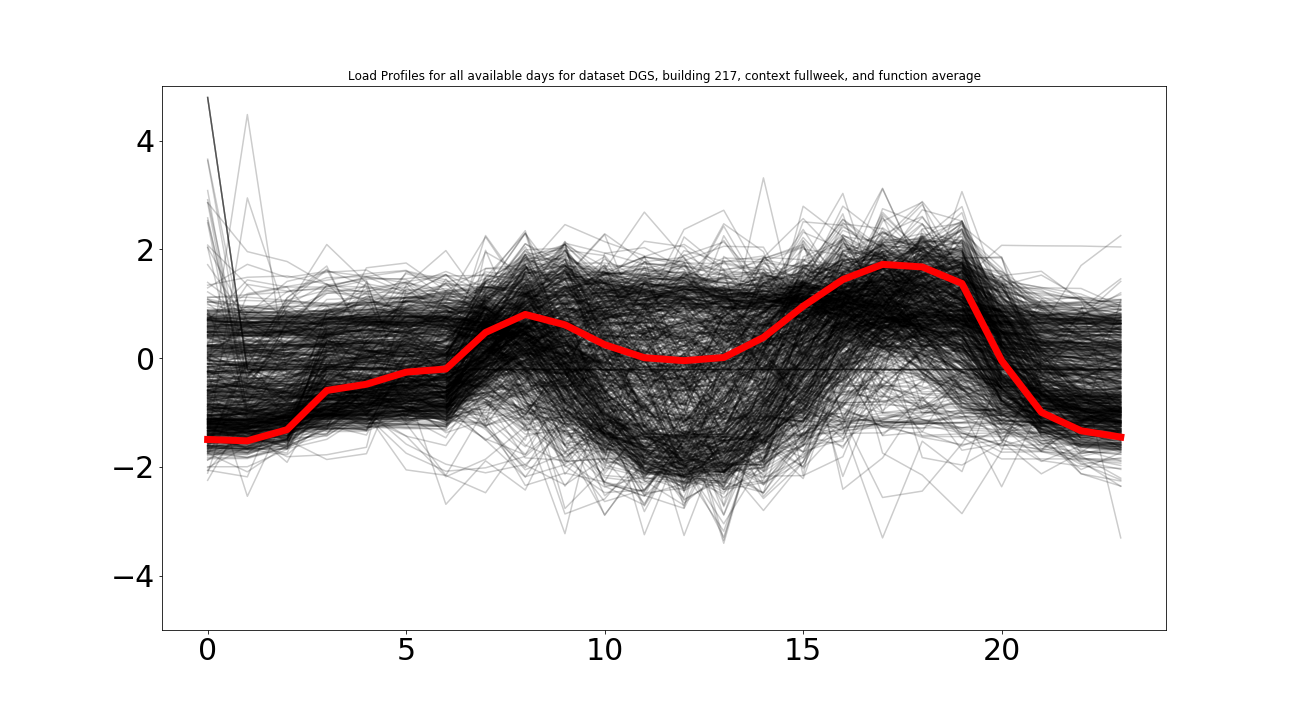 Load Profiles for all available days for dataset DGS, building 217, context fullweek, and function average
4
2
0
−2
−4
0 5 10 15 20